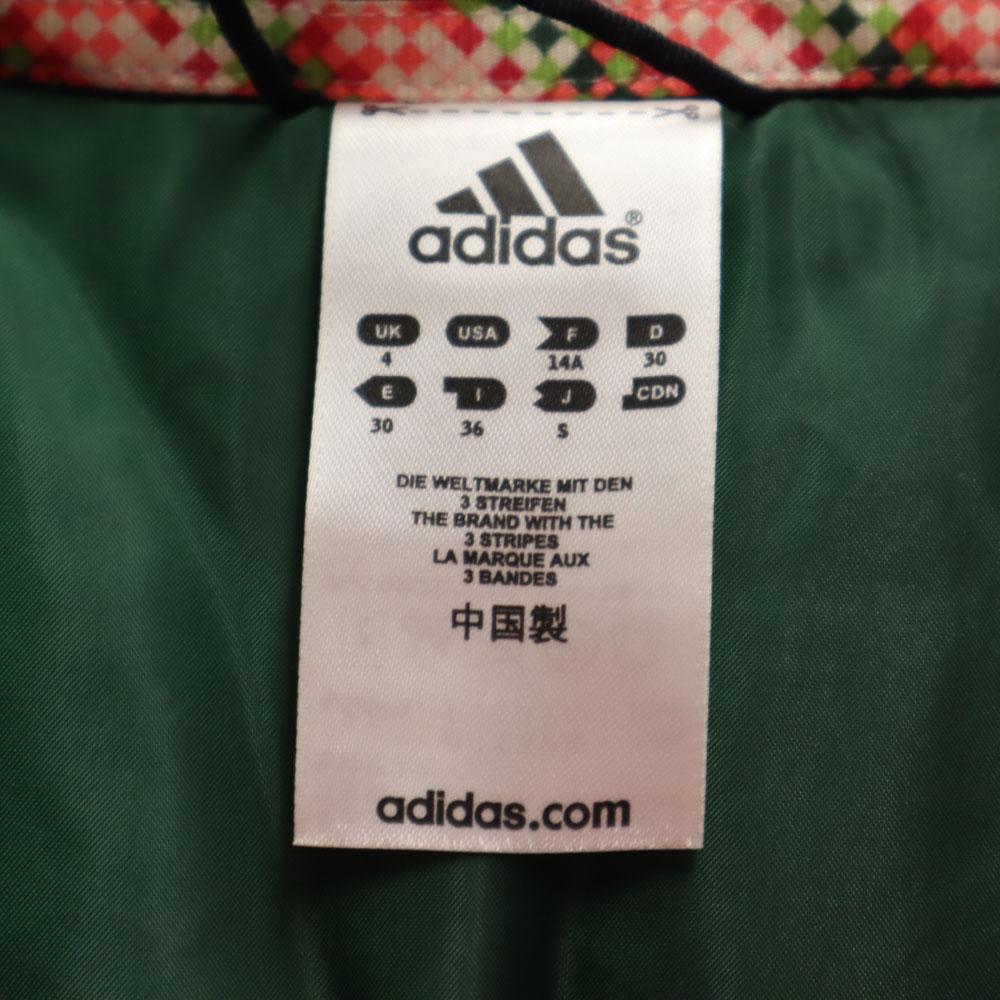 adidas®
UK USA F D
4 14A 30
E I J CDN
30 36 S
DIE WELTMARKE MIT DEN
3 STREIFEN
THE BRAND WITH THE
3 STRIPES
LA MARQUE AUX
3 BANDES
中国製
adidas.com